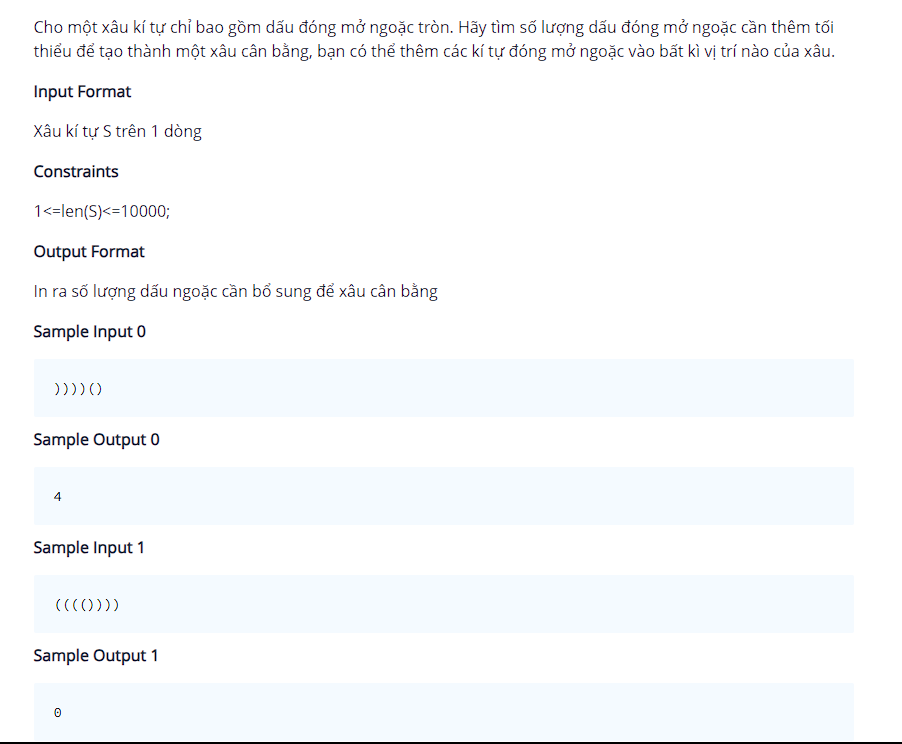 Cho một xâu kí tự chỉ bao gồm dấu đóng mở ngoặc tròn. Hãy tìm số lượng dấu đóng mở ngoặc cần thêm tối
thiểu để tạo thành một xâu cân bằng, bạn có thể thêm các kí tự đóng mở ngoặc vào bất kì vị trí nào của xâu.
Input Format
Xâu kí tự S trên 1 dòng
Constraints
1<=len(S)<=10000;
Output Format
In ra số lượng dấu ngoặc cần bổ sung để xâu cân bằng
Sample Input 0
))))()
Sample Output 0
4
Sample Input 1
(((())))
Sample Output 1
0